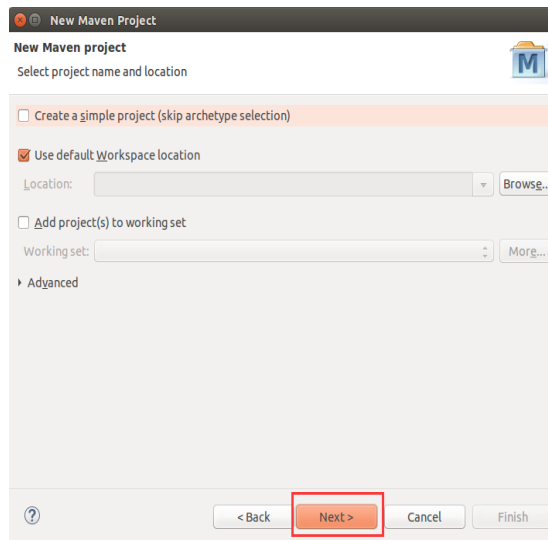 New Maven Project
New Maven project
Select project name and location
M
Create a simple project (skip archetype selection)
Use default Workspace location
Location:
Browse..
Add project(s) to working set
Working set:
More...
Advanced
?
< Back
Next >
Cancel
Finish